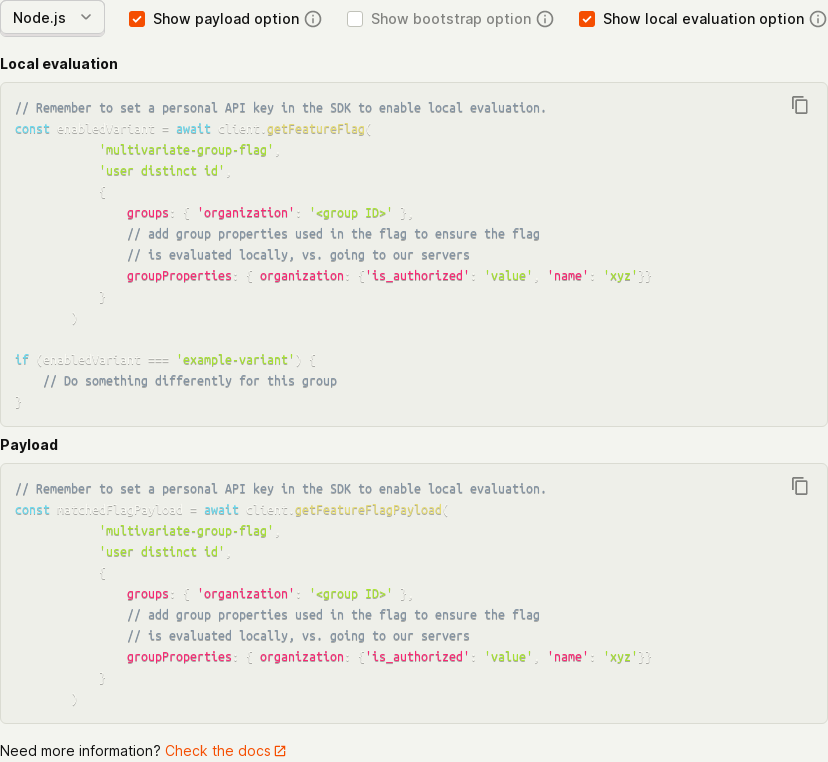 Node.js Show payload option Show bootstrap option Show local evaluation option
Local evaluation
// Remember to set a personal API key in the SDK to enable local evaluation.
const enabledVariant = await client.getFeatureFlag(
'multivariate-group-flag',
'user distinct id',
{
groups: { 'organization': '<group ID>' },
// add group properties used in the flag to ensure the flag
// is evaluated locally, vs. going to our servers
groupProperties: { organization: {'is_authorized': 'value', 'name': 'xyz'}}
}
)
if (enabledVariant === 'example-variant') {
// Do something differently for this group
}
Payload
// Remember to set a personal API key in the SDK to enable local evaluation.
const matchedFlagPayload = await client.getFeatureFlagPayload(
'multivariate-group-flag',
'user distinct id',
{
groups: { 'organization': '<group ID>' },
// add group properties used in the flag to ensure the flag
// is evaluated locally, vs. going to our servers
groupProperties: { organization: {'is_authorized': 'value', 'name': 'xyz'}}
}
)
Need more information? Check the docs